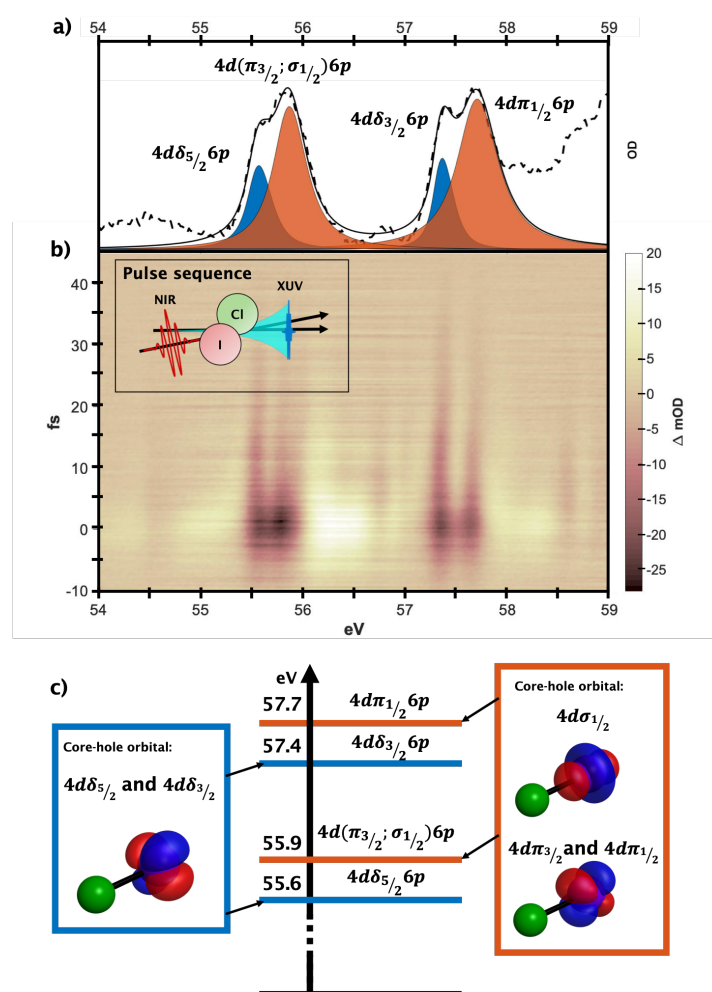 a)
54 55 56 57 58 59
4d(π3/2; σ1/2)6p
4dδ5/2 6p
4dδ3/2 6p
4dπ1/2 6p
OD
b)
Pulse sequence
NIR
XUV
Cl
I
40
30
20
10
0
-10
fs
54 55 56 57 58 59
eV
20
15
10
5
0
-5
-10
-15
-20
-25
Δ mOD
c)
eV
57.7 4dπ1/2 6p
57.4 4dδ3/2 6p
55.9 4d(π3/2; σ1/2)6p
55.6 4dδ5/2 6p
Core-hole orbital:
4dδ5/2 and 4dδ3/2
Core-hole orbital:
4dσ1/2
4dπ3/2 and 4dπ1/2